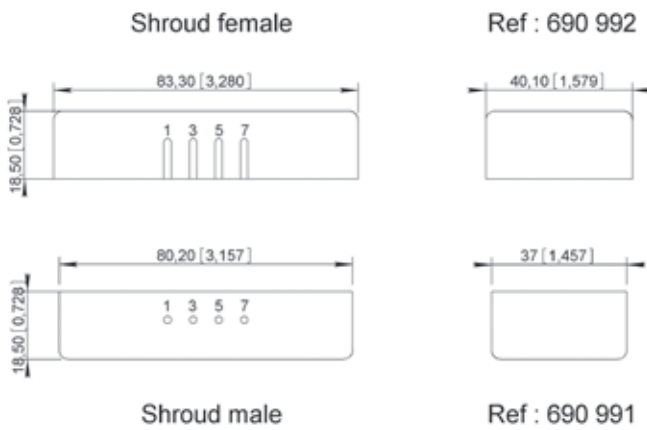 Shroud female
Ref : 690 992
83,30 [3,280]
40,10 [1,579]
18,50 [0,728]
1 3 5 7
80,20 [3,157]
37 [1,457]
18,50 [0,728]
1 3 5 7
Shroud male
Ref : 690 991